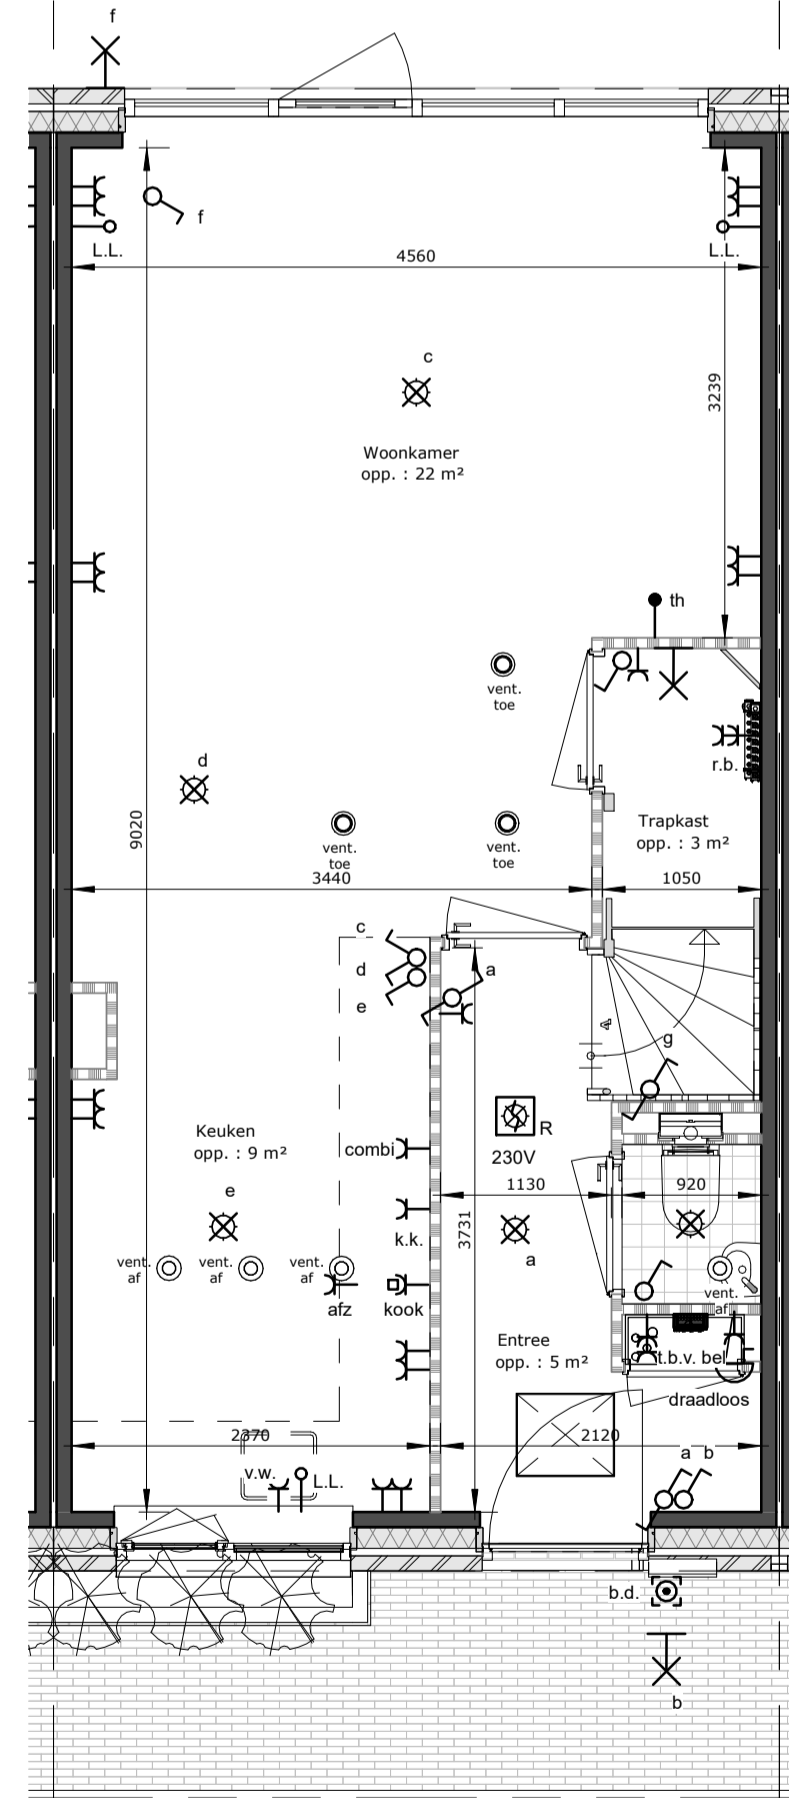 f
f
L.L.
L.L.
4560
c
3239
Woonkamer
opp. : 22 m²
th
vent.
toe
r.b.
d
9020
vent.
toe
vent.
toe
Trapkast
opp. : 3 m²
3440
1050
c
d
e
a
g
Keuken
opp. : 9 m²
combi
R
230V
1130
920
e
k.k.
3731
a
vent.
af
vent.
af
vent.
af
vent.
af
afz
kook
Entree
opp. : 5 m²
t.b.v. bel
draadloos
2370
2120
a b
v.w.
L.L.
b.d.
b